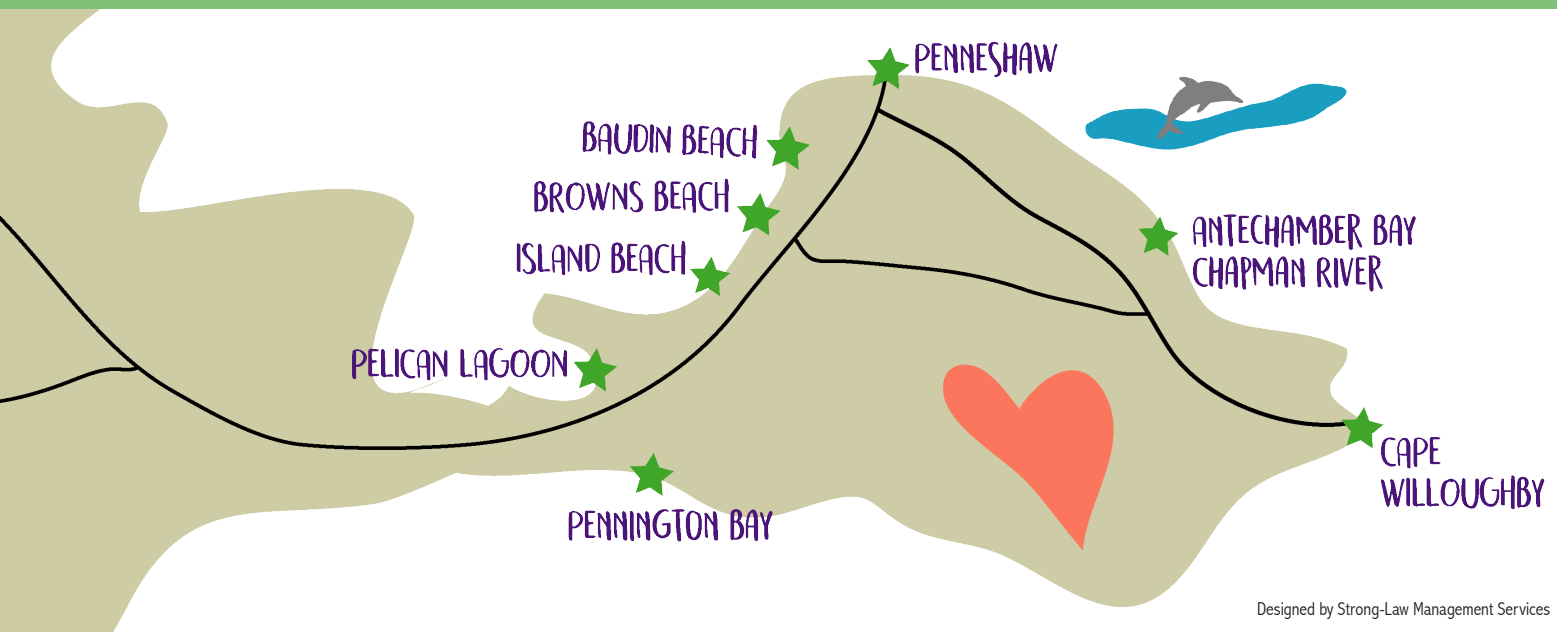 PENNESHAW
BAUDIN BEACH
BROWNS BEACH
ISLAND BEACH
ANTECHAMBER BAY
CHAPMAN RIVER
PELICAN LAGOON
CAPE
WILLOUGHBY
PENNINGTON BAY
Designed by Strong-Law Management Services